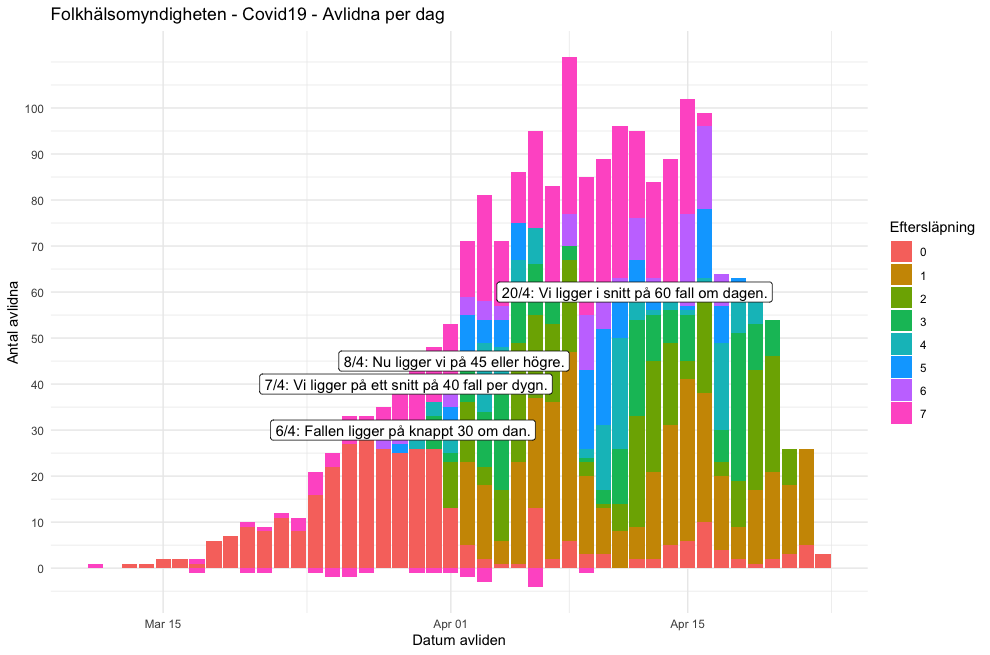 Folkhälsomyndigheten - Covid19 - Avlidna per dag
Antal avlidna
100
90
80
70
60
50
40
30
20
10
0
20/4: Vi ligger i snitt på 60 fall om dagen.
8/4: Nu ligger vi på 45 eller högre.
7/4: Vi ligger på ett snitt på 40 fall per dygn.
6/4: Fallen ligger på knappt 30 om dan.
Mar 15
Apr 01
Apr 15
Datum avliden
Eftersläpning
0
1
2
3
4
5
6
7